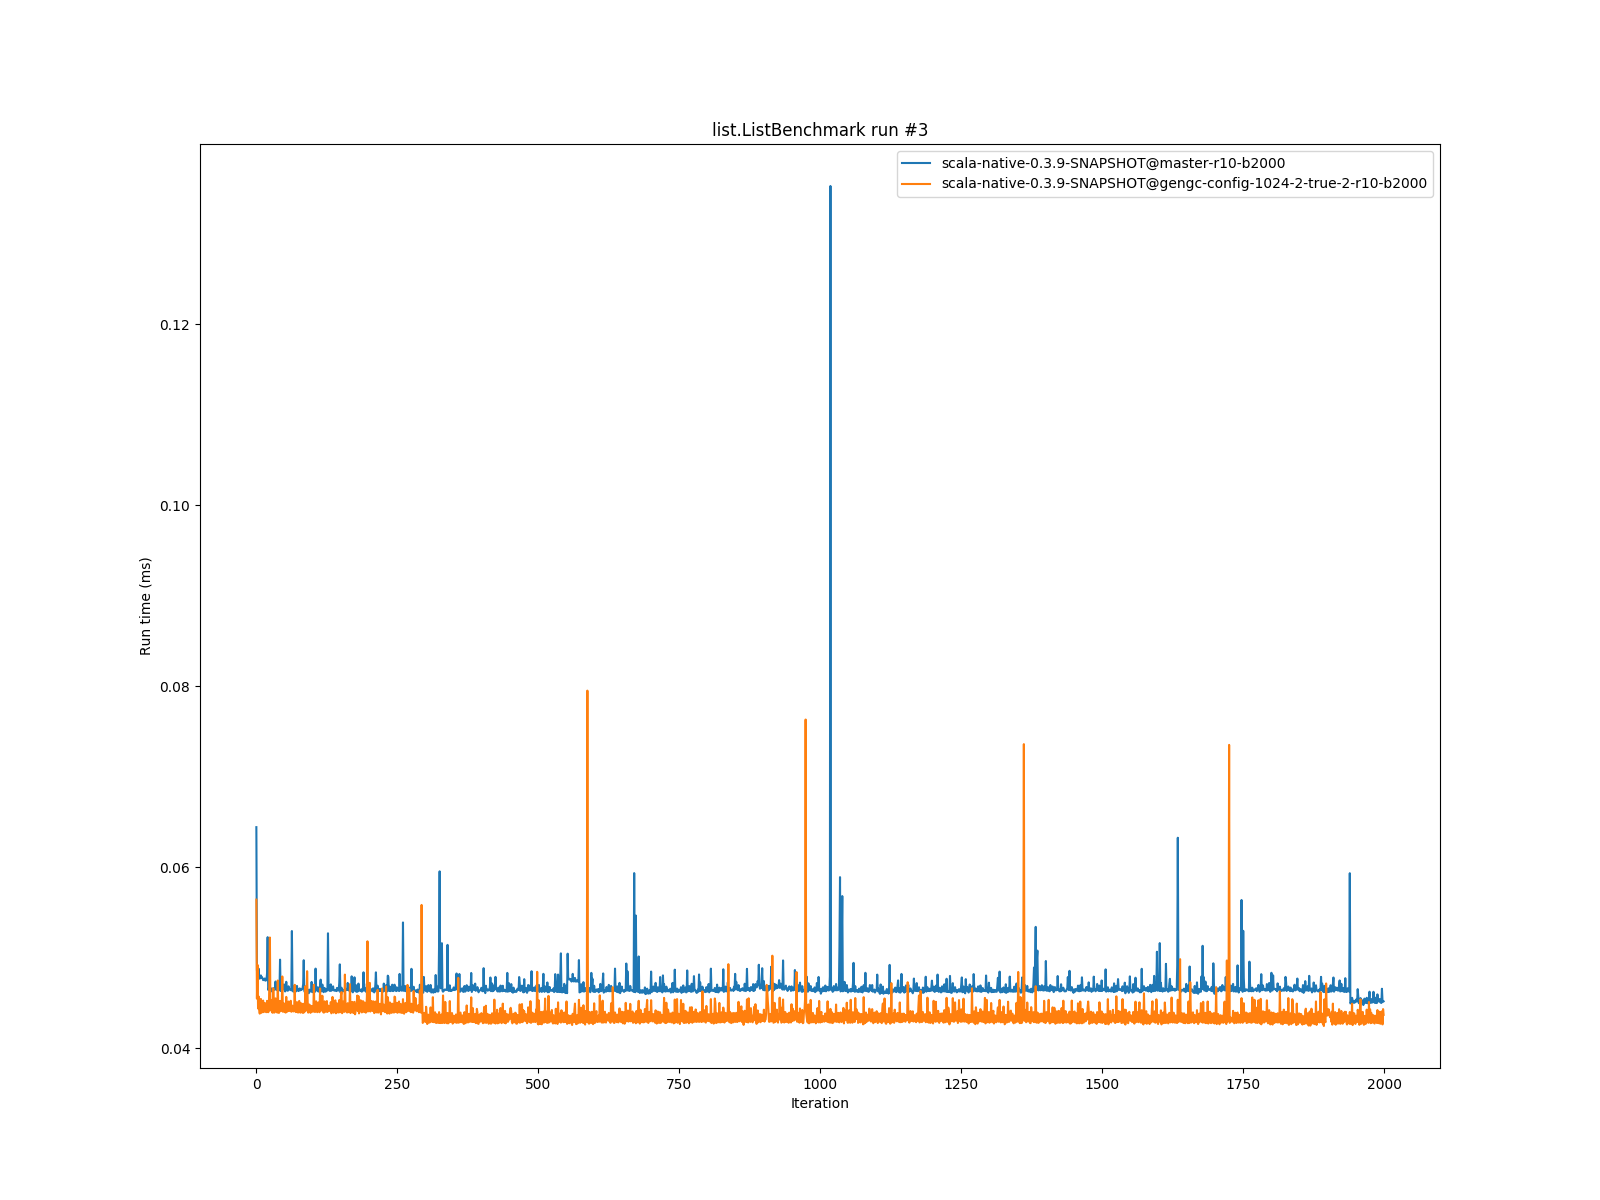 list.ListBenchmark run #3
scala-native-0.3.9-SNAPSHOT@master-r10-b2000
scala-native-0.3.9-SNAPSHOT@gengc-config-1024-2-true-2-r10-b2000
Run time (ms)
0.12
0.10
0.08
0.06
0.04
0 250 500 750 1000 1250 1500 1750 2000
Iteration